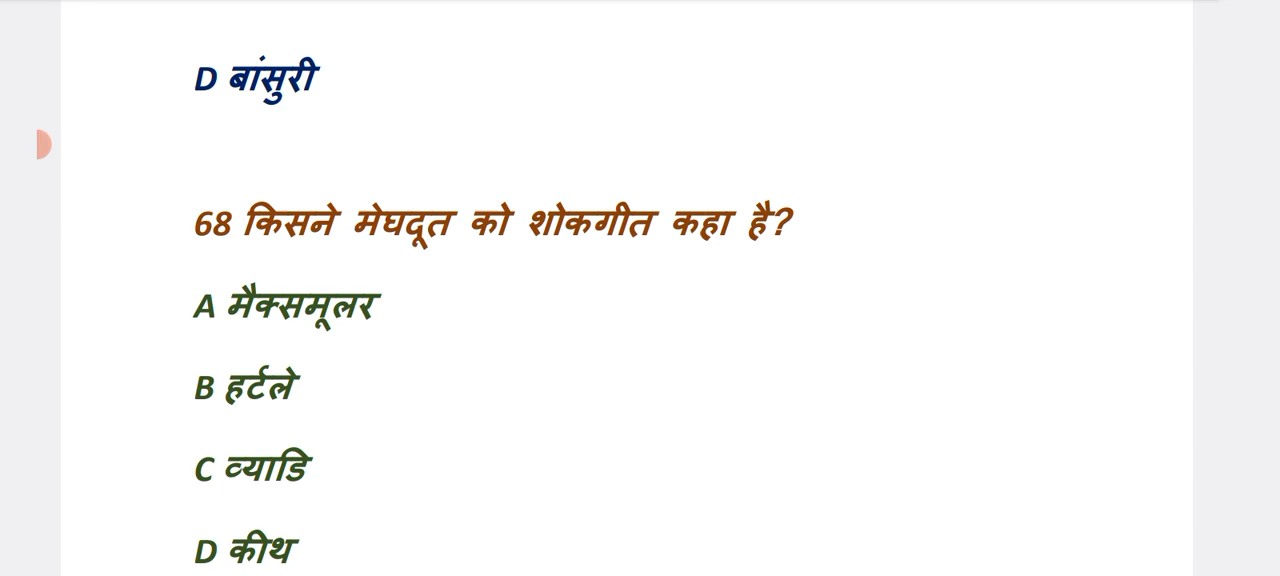 D बांसुरी
68 किसने मेघदूत को शोकगीत कहा है?
A मैक्समूलर
B हर्टले
C व्याडि
D कीथ